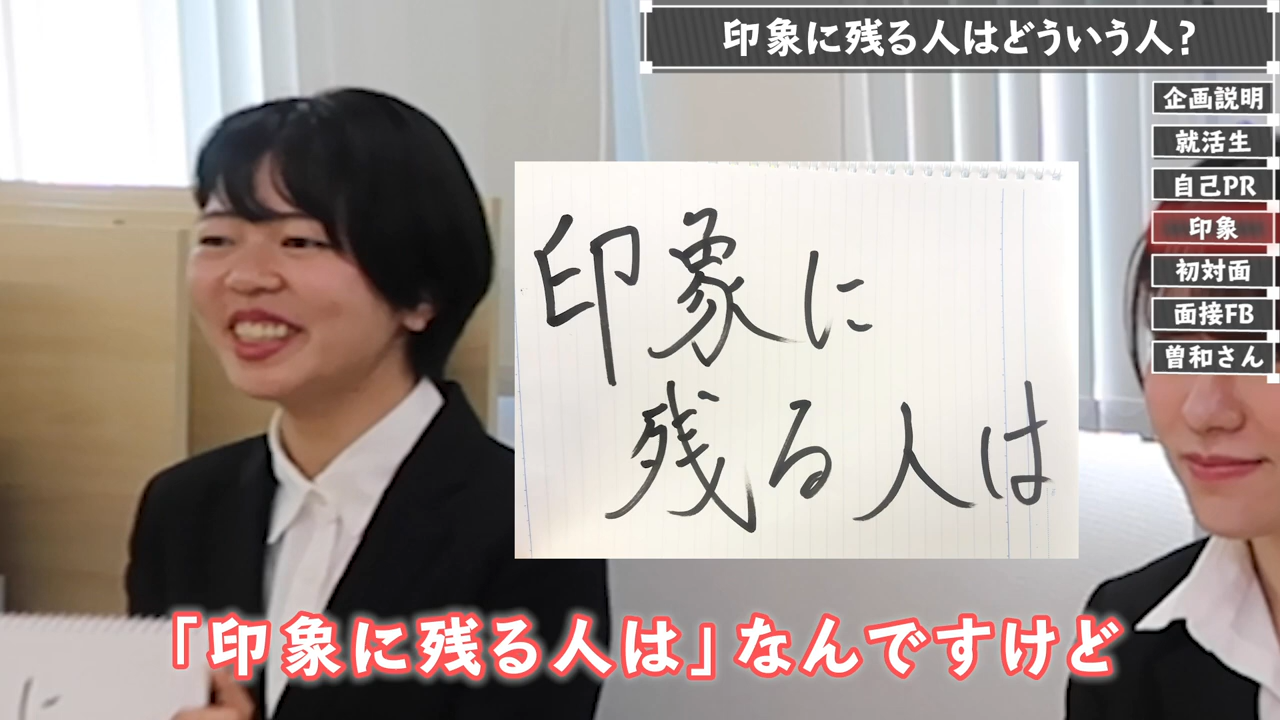 印象に残る人はどういう人?
企画説明
就活生
自己PR
印象
初対面
面接FB
曽和さん
印象に
残る人は
「印象に残る人は」なんですけど